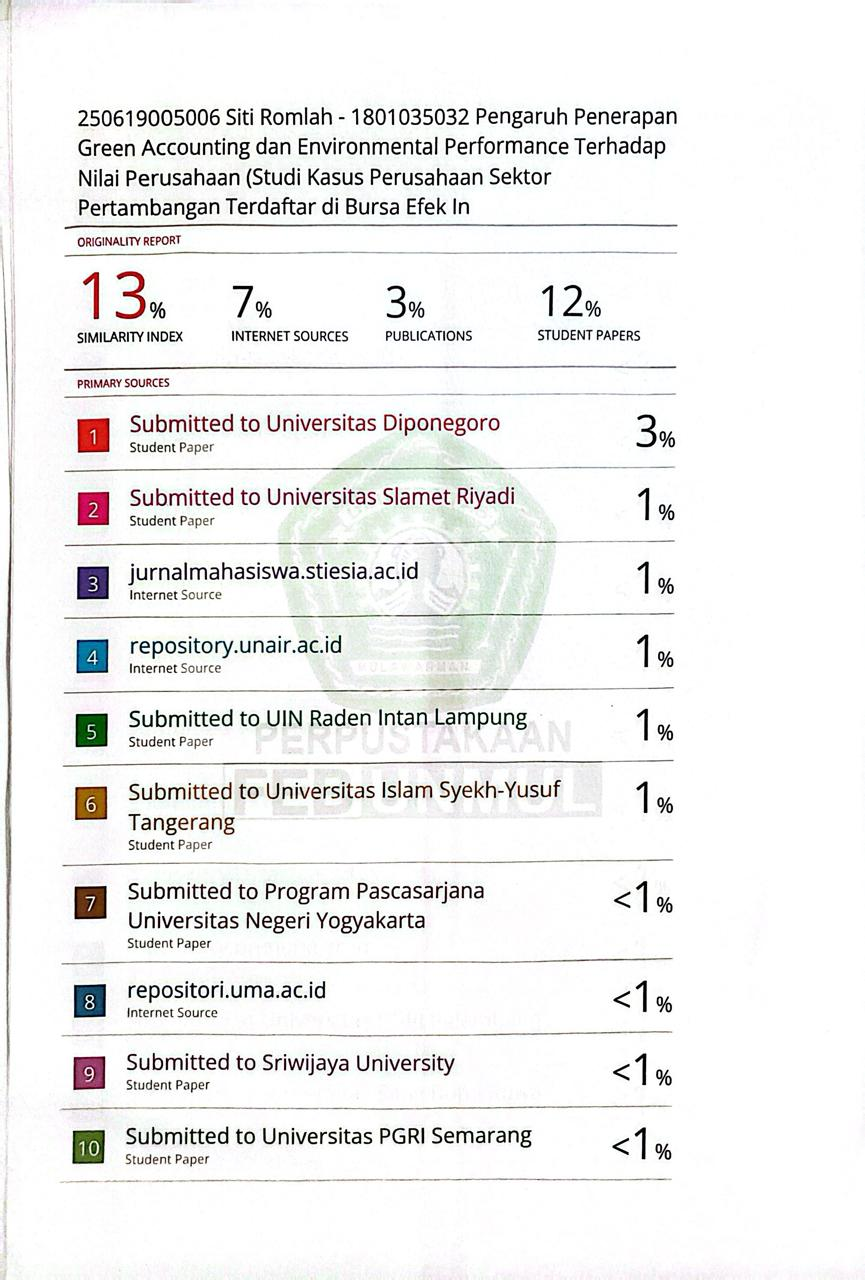 250619005006 Siti Romlah - 1801035032 Pengaruh Penerapan
Green Accounting dan Environmental Performance Terhadap
Nilai Perusahaan (Studi Kasus Perusahaan Sektor
Pertambangan Terdaftar di Bursa Efek In
ORIGINALITY REPORT
13% 7% 3% 12%
SIMILARITY INDEX INTERNET SOURCES PUBLICATIONS STUDENT PAPERS
PRIMARY SOURCES
1 Submitted to Universitas Diponegoro 3%
Student Paper
2 Submitted to Universitas Slamet Riyadi 1%
Student Paper
3 jurnalmahasiswa.stiesia.ac.id 1%
Internet Source
4 repository.unair.ac.id 1%
Internet Source
MULAWARMAN
5 Submitted to UIN Raden Intan Lampung 1%
Student Paper
PERPUSTAKAAN
FEB UNMUL
6 Submitted to Universitas Islam Syekh-Yusuf 1%
Tangerang
Student Paper
7 Submitted to Program Pascasarjana <1%
Universitas Negeri Yogyakarta
Student Paper
8 repositori.uma.ac.id <1%
Internet Source
9 Submitted to Sriwijaya University <1%
Student Paper
10 Submitted to Universitas PGRI Semarang <1%
Student Paper